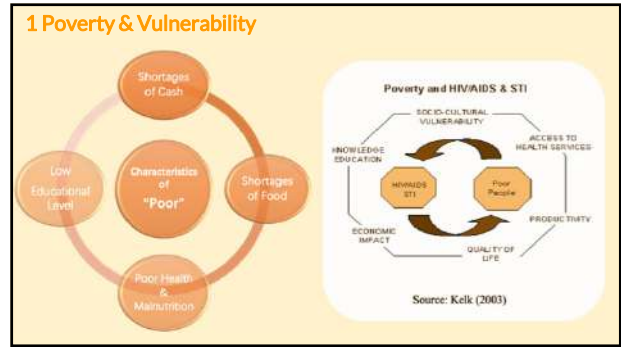 1 Poverty & Vulnerability
Shortages
of Cash
Characteristics
of
"Poor"
Low
Educational
Level
Shortages
of Food
Poor Health
&
Malnutrition
Poverty and HIV/AIDS & STI
SOCIO-CULTURAL
VULNERABILITY
KNOWLEDGE
EDUCATION
ACCESS TO
HEALTH SERVICES
HIV/AIDS
STI
Poor
People
ECONOMIC
IMPACT
PRODUCTIVITY
QUALITY OF
LIFE
Source: Kelk (2003)